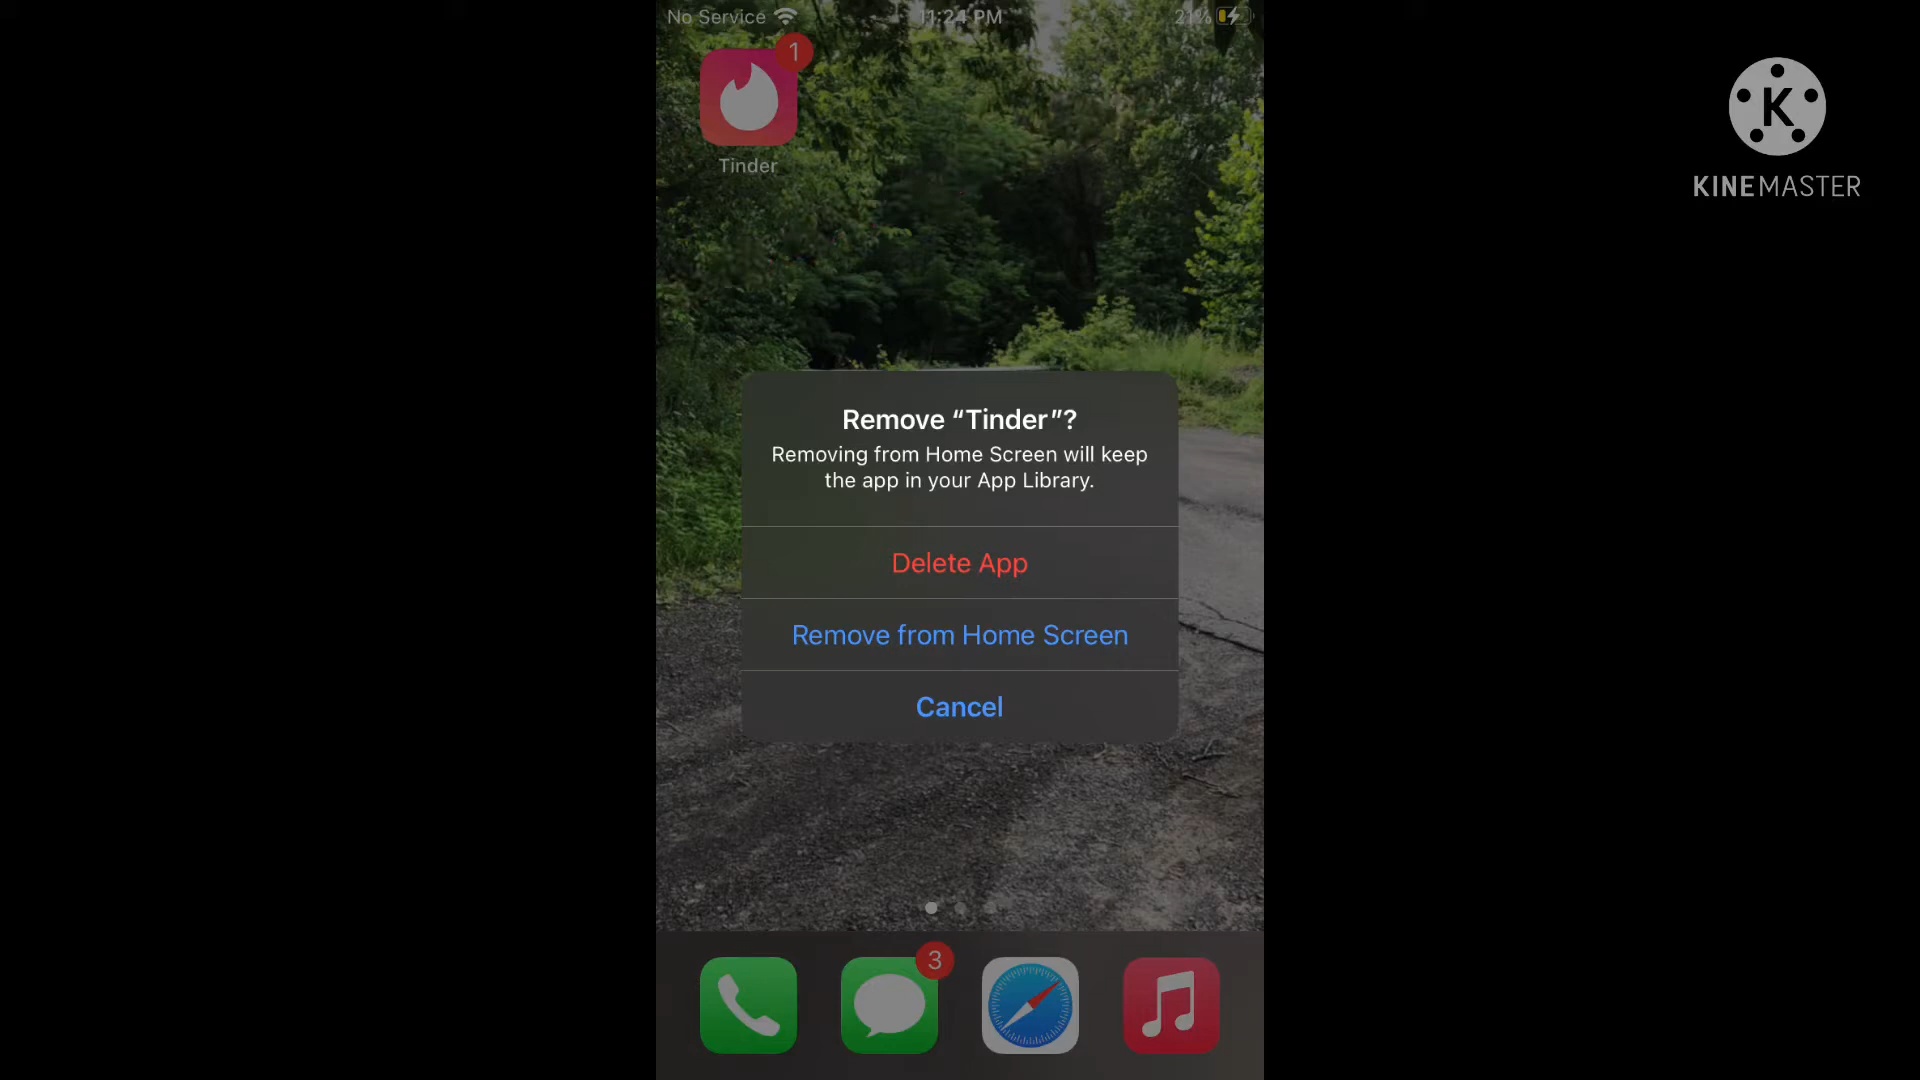 No Service 11:24 PM 21%
1
Tinder
K
KINEMASTER
Remove “Tinder”?
Removing from Home Screen will keep
the app in your App Library.
Delete App
Remove from Home Screen
Cancel
3